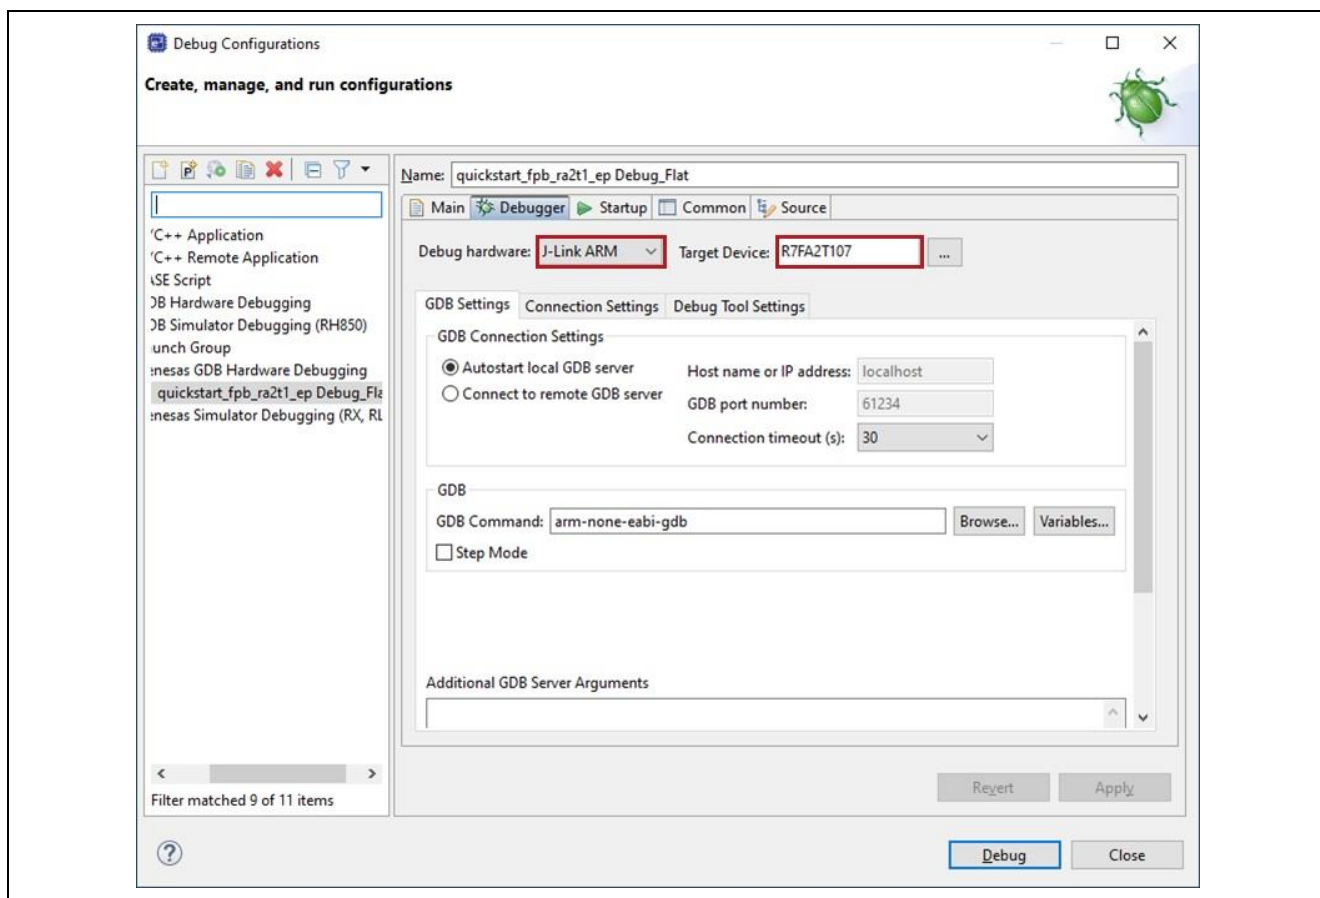 Debug Configurations
Create, manage, and run configurations
Name: quickstart_fpb_ra2t1_ep Debug_Flat
Main Debugger Startup Common Source
Debug hardware: J-Link ARM Target Device: R7FA2T107 ...
GDB Settings Connection Settings Debug Tool Settings
GDB Connection Settings
Autostart local GDB server
Connect to remote GDB server
Host name or IP address: localhost
GDB port number: 61234
Connection timeout (s): 30
GDB
GDB Command: arm-none-eabi-gdb Browse... Variables...
Step Mode
Additional GDB Server Arguments
'C++ Application
'C++ Remote Application
ASE Script
DB Hardware Debugging
DB Simulator Debugging (RH850)
unch Group
enesas GDB Hardware Debugging
quickstart_fpb_ra2t1_ep Debug_Fla
enesas Simulator Debugging (RX, RL
Filter matched 9 of 11 items
Revert Apply
? Debug Close